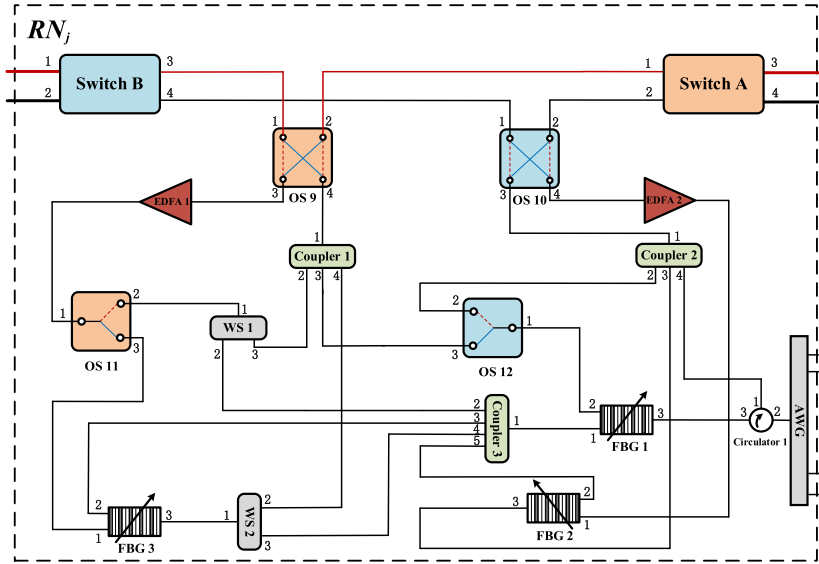 RNj
1 Switch B 3
2 4
1 Switch A 3
2 4
1 2
3 4
OS 9
1 2
3 4
OS 10
EDFA 1
EDFA 2
1
Coupler 1
2 3 4
1
Coupler 2
2 3 4
1 2
3
OS 11
1
WS 1
2 3
2 1
3
OS 12
2
3
4
5
Coupler 3
1
2
1
3
FBG 1
1
3 2
Circulator 1
AWG
2
1
3
FBG 3
1
2
3
WS 2
3
2
1
FBG 2